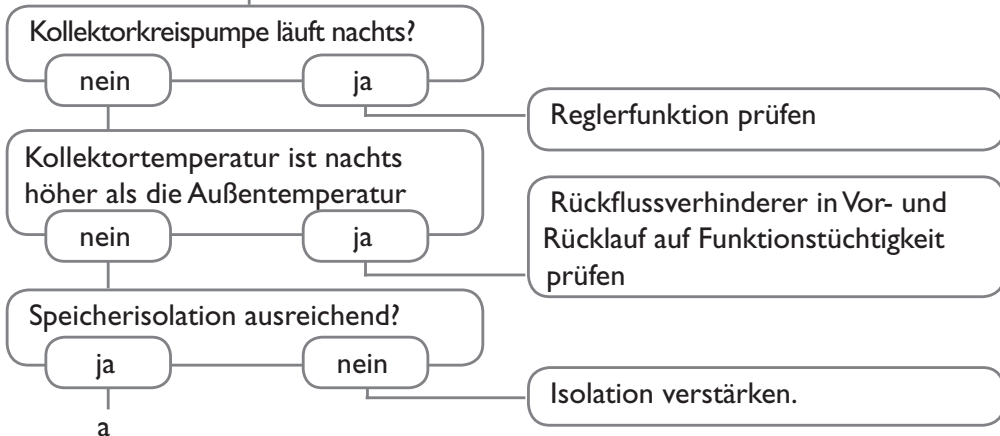 Kollektorkreispumpe läuft nachts?
nein
ja
Reglerfunktion prüfen
Kollektortemperatur ist nachts
höher als die Außentemperatur
nein
ja
Rückflussverhinderer in Vor- und
Rücklauf auf Funktionstüchtigkeit
prüfen
Speicherisolation ausreichend?
ja
nein
Isolation verstärken.
a